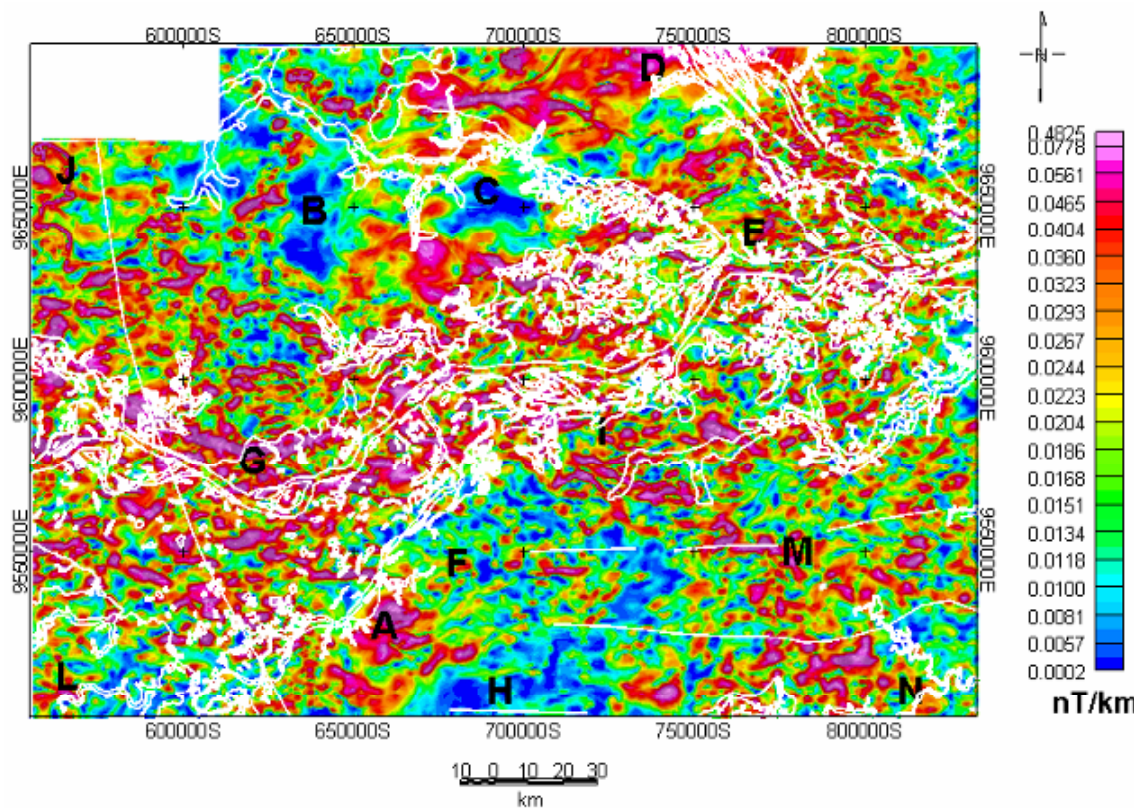 600000S 650000S 700000S 750000S 800000S
N
D
0.4825
0.0778
0.0561
0.0465
0.0404
0.0360
0.0323
0.0293
0.0267
0.0244
0.0223
0.0204
0.0186
0.0168
0.0151
0.0134
0.0118
0.0100
0.0081
0.0057
0.0002
nT/km
J
9650000E
B
C
9650000E
E
9600000E
9600000E
G
i
9550000E
F
M
9500000E
A
L
H
N
600000S 650000S 700000S 750000S 800000S
10 0 10 20 30
km